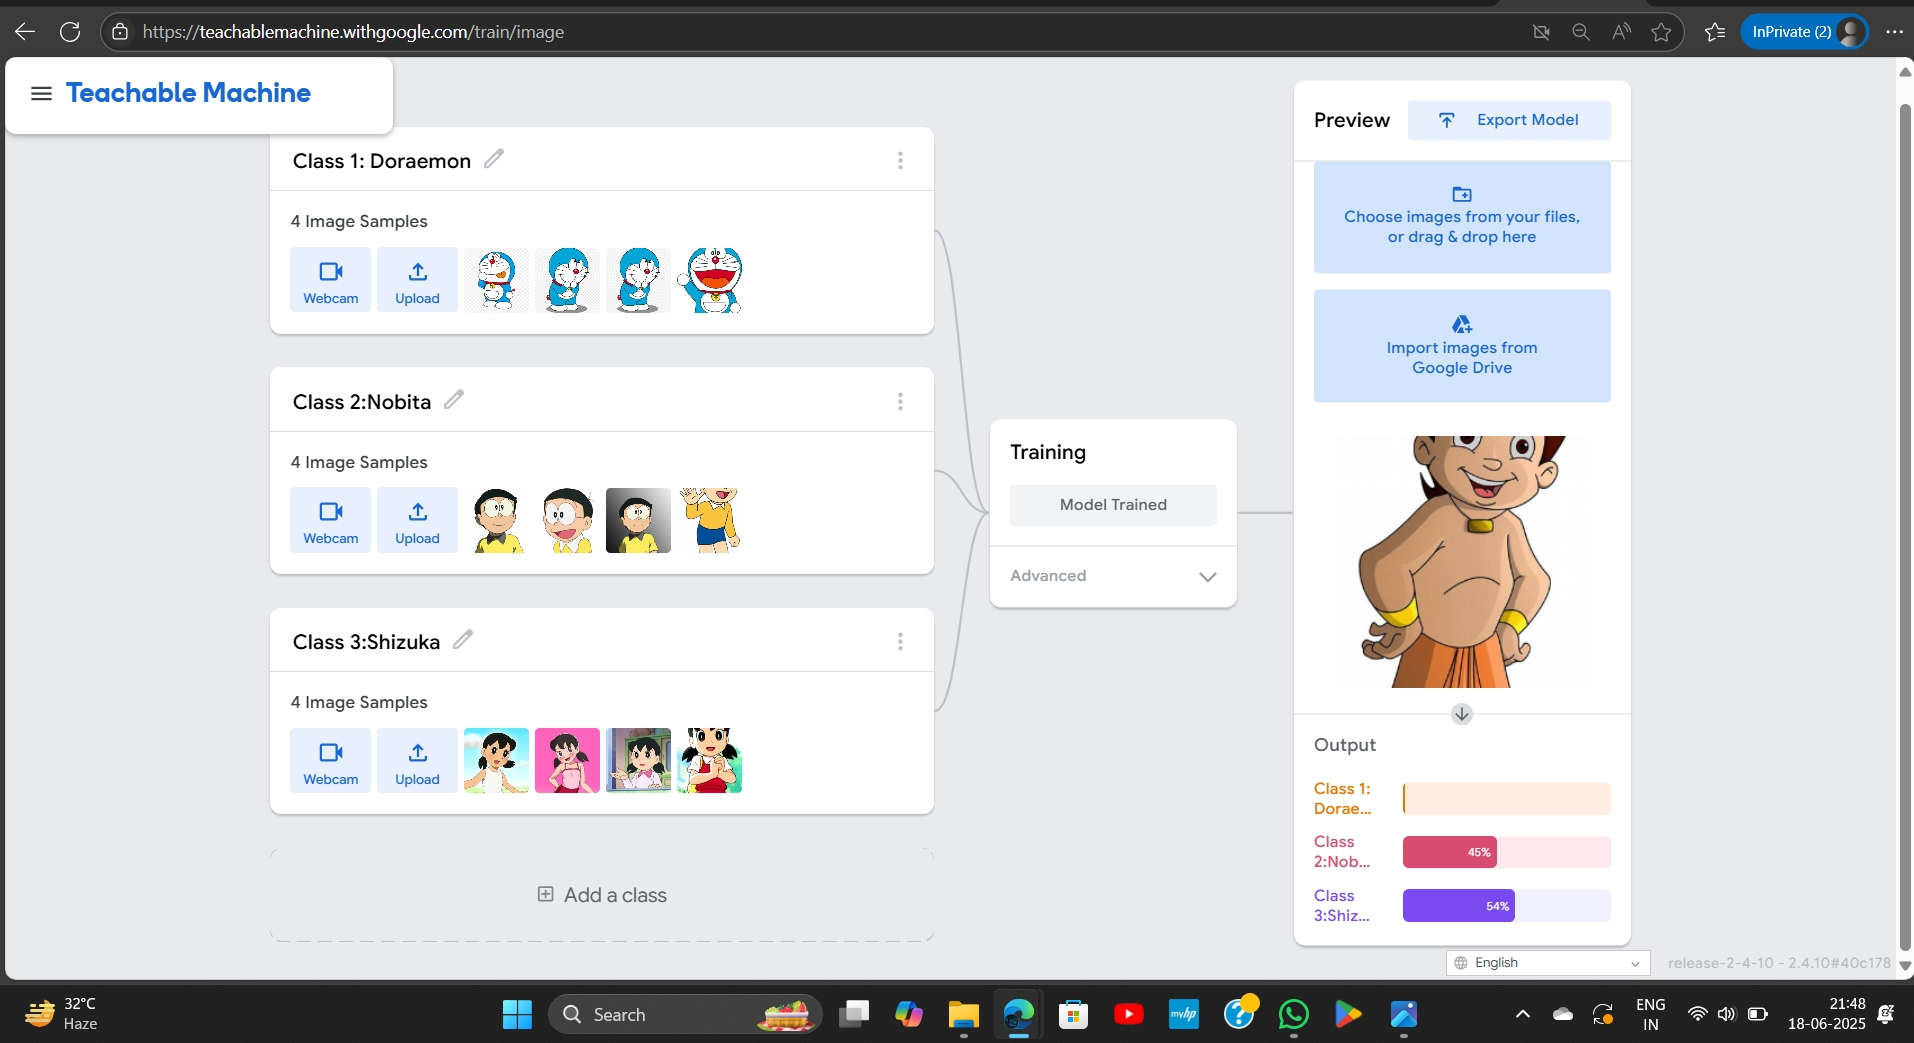 https://teachablemachine.withgoogle.com/train/image
InPrivate (2)
Teachable Machine
Class 1: Doraemon
4 Image Samples
Webcam
Upload
Class 2:Nobita
4 Image Samples
Webcam
Upload
Class 3:Shizuka
4 Image Samples
Webcam
Upload
Add a class
Training
Model Trained
Advanced
Preview
Export Model
Choose images from your files,
or drag & drop here
Import images from
Google Drive
Output
Class 1:
Dorae...
Class
2:Nob...
45%
Class
3:Shiz...
54%
English
release-2-4-10 - 2.4.10#40c178
32°C
Haze
Search
myhp
ENG
IN
21:48
18-06-2025